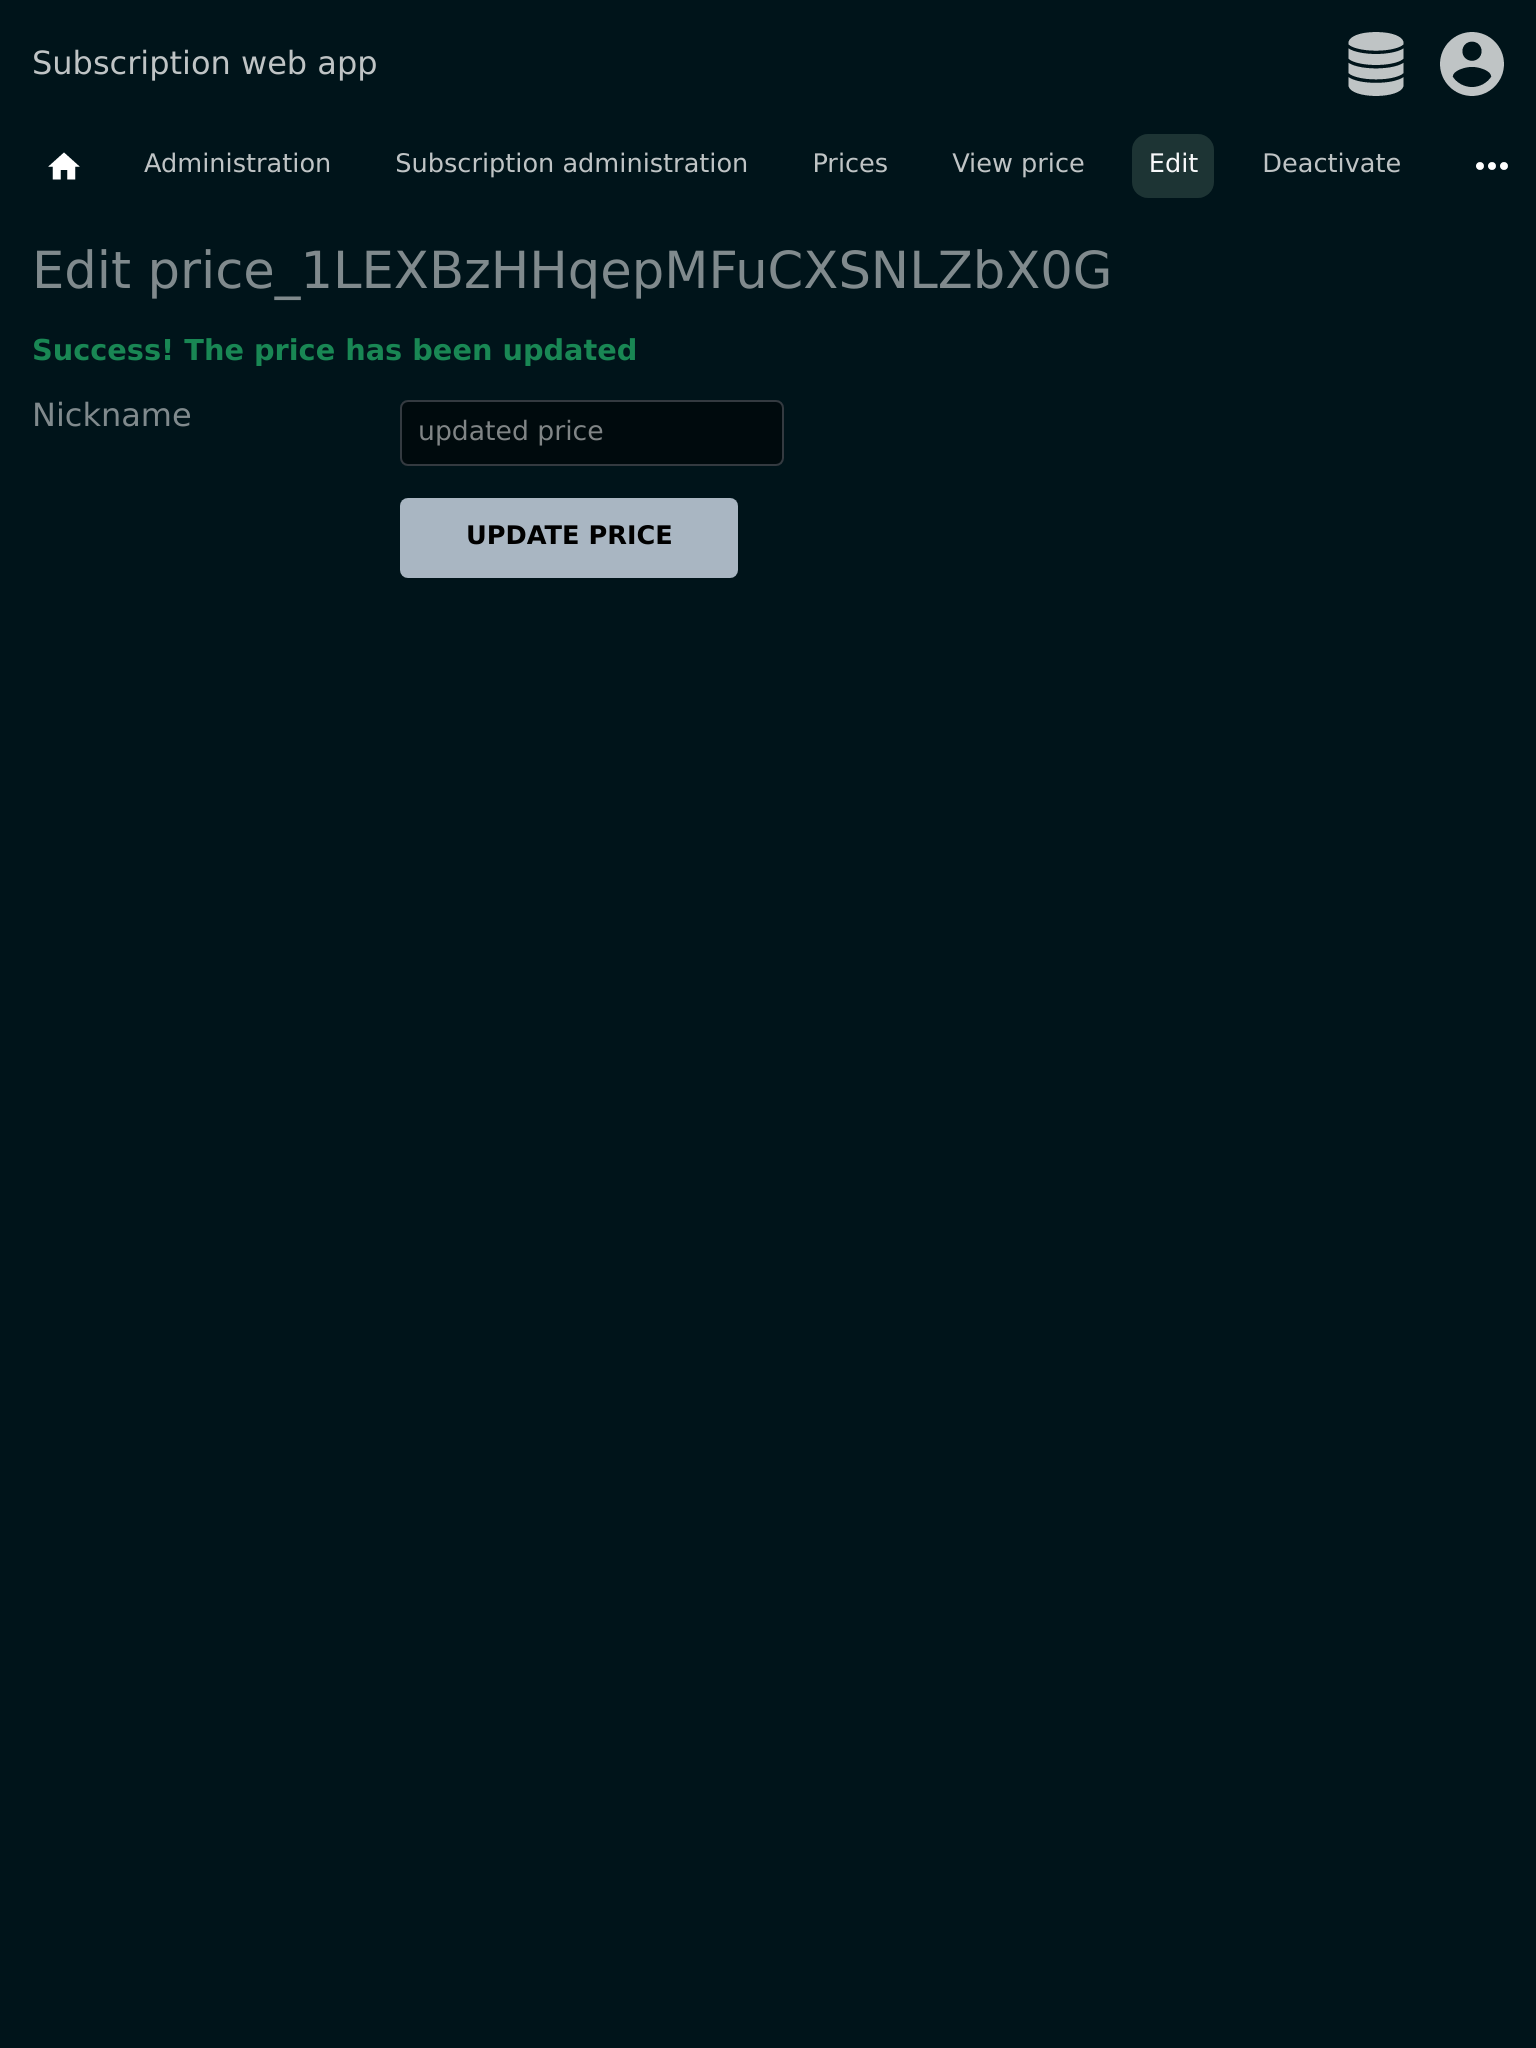 Subscription web app
Administration Subscription administration Prices View price Edit Deactivate
Edit price_1LEXBzHHqepMFuCXSNLZbX0G
Success! The price has been updated
Nickname updated price
UPDATE PRICE